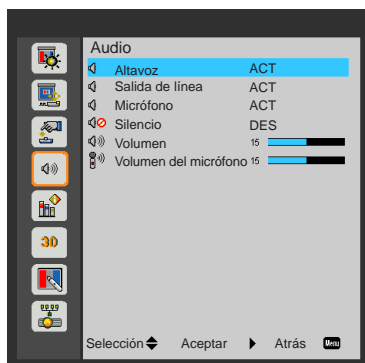 Audio
Altavoz ACT
Salida de línea ACT
Micrófono ACT
Silencio DES
Volumen 15
Volumen del micrófono 15
3D
Selección Aceptar Atrás Menu